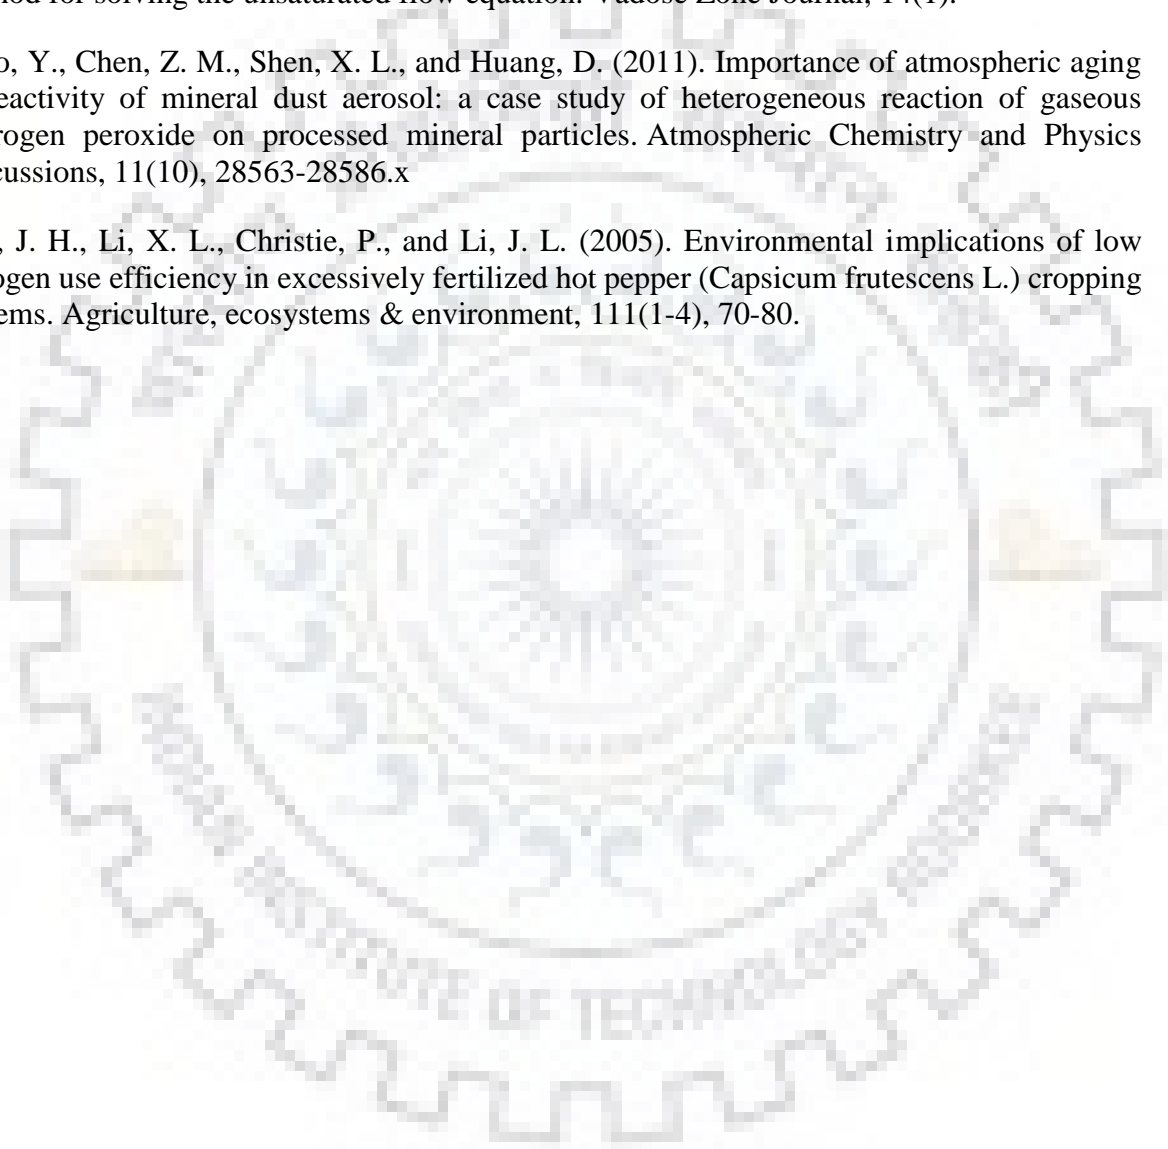 for solving the unsaturated flow equation. Vadose Zone Journal, 14(1).
Y., Chen, Z. M., Shen, X. L., and Huang, D. (2011). Importance of atmospheric aging
eactivity of mineral dust aerosol: a case study of heterogeneous reaction of gaseous
rogen peroxide on processed mineral particles. Atmospheric Chemistry and Physics
cussions, 11(10), 28563-28586.x
, J. H., Li, X. L., Christie, P., and Li, J. L. (2005). Environmental implications of low
ogen use efficiency in excessively fertilized hot pepper (Capsicum frutescens L.) cropping
ems. Agriculture, ecosystems & environment, 111(1-4), 70-80.
INSTITUTE OF TECHNOLOGY